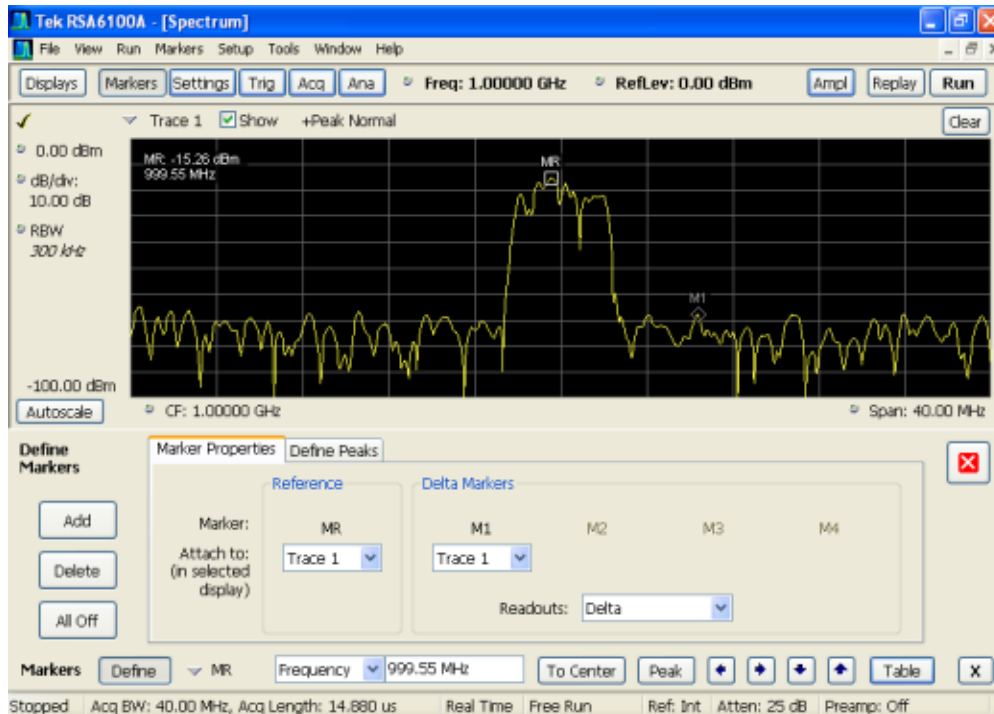 Tek RSA6100A - [Spectrum]
File View Run Markers Setup Tools Window Help
Displays Markers Settings Trig Acq Ana Freq: 1.00000 GHz RefLev: 0.00 dBm Ampl Replay Run
Trace 1 Show +Peak Normal Clear
0.00 dBm
dB/div:
10.00 dB
RBW
300 kHz
-100.00 dBm
MR: -15.26 dBm
999.55 MHz
MR
M1
Autoscale CF: 1.00000 GHz Span: 40.00 MHz
Define
Markers
Add
Delete
All Off
Marker Properties Define Peaks
Reference Delta Markers
Marker: MR M1 M2 M3 M4
Attach to:
(in selected
display)
Trace 1 Trace 1
Readouts: Delta
Markers Define MR Frequency 999.55 MHz To Center Peak Table X
Stopped Acq BW: 40.00 MHz, Acq Length: 14.880 us Real Time Free Run Ref: Int Atten: 25 dB Preamp: Off